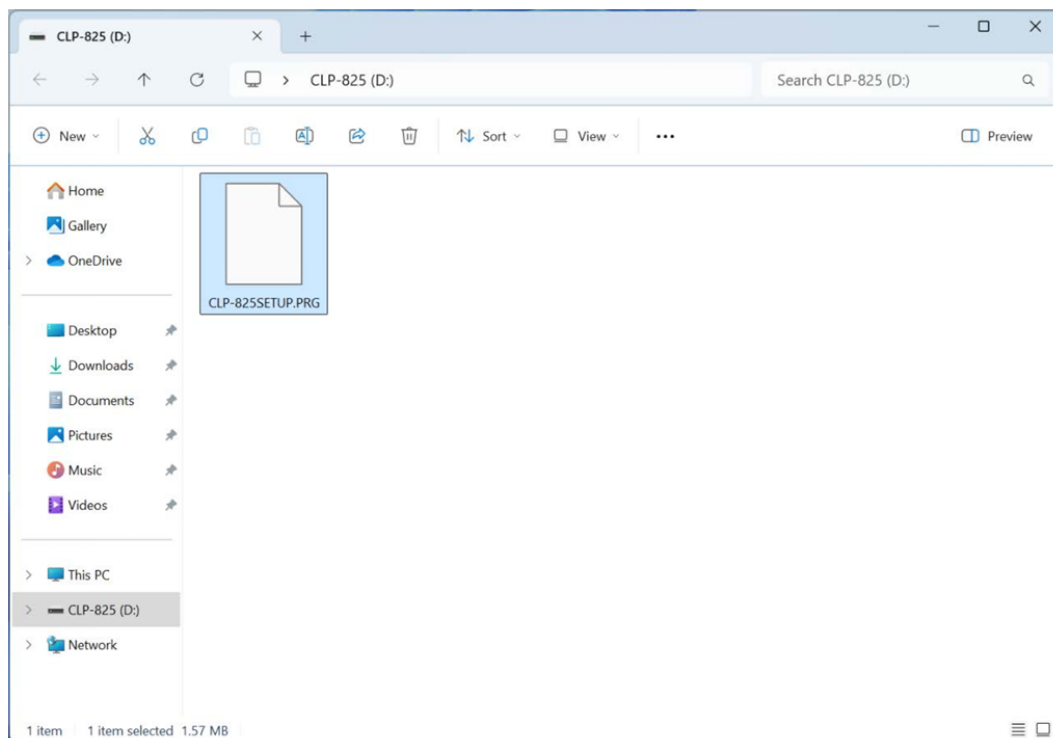 CLP-825 (D:)
CLP-825 (D:)
Search CLP-825 (D:)
New
Sort
View
Preview
Home
Gallery
OneDrive
Desktop
Downloads
Documents
Pictures
Music
Videos
This PC
CLP-825 (D:)
Network
CLP-825SETUP.PRG
1 item 1 item selected 1.57 MB